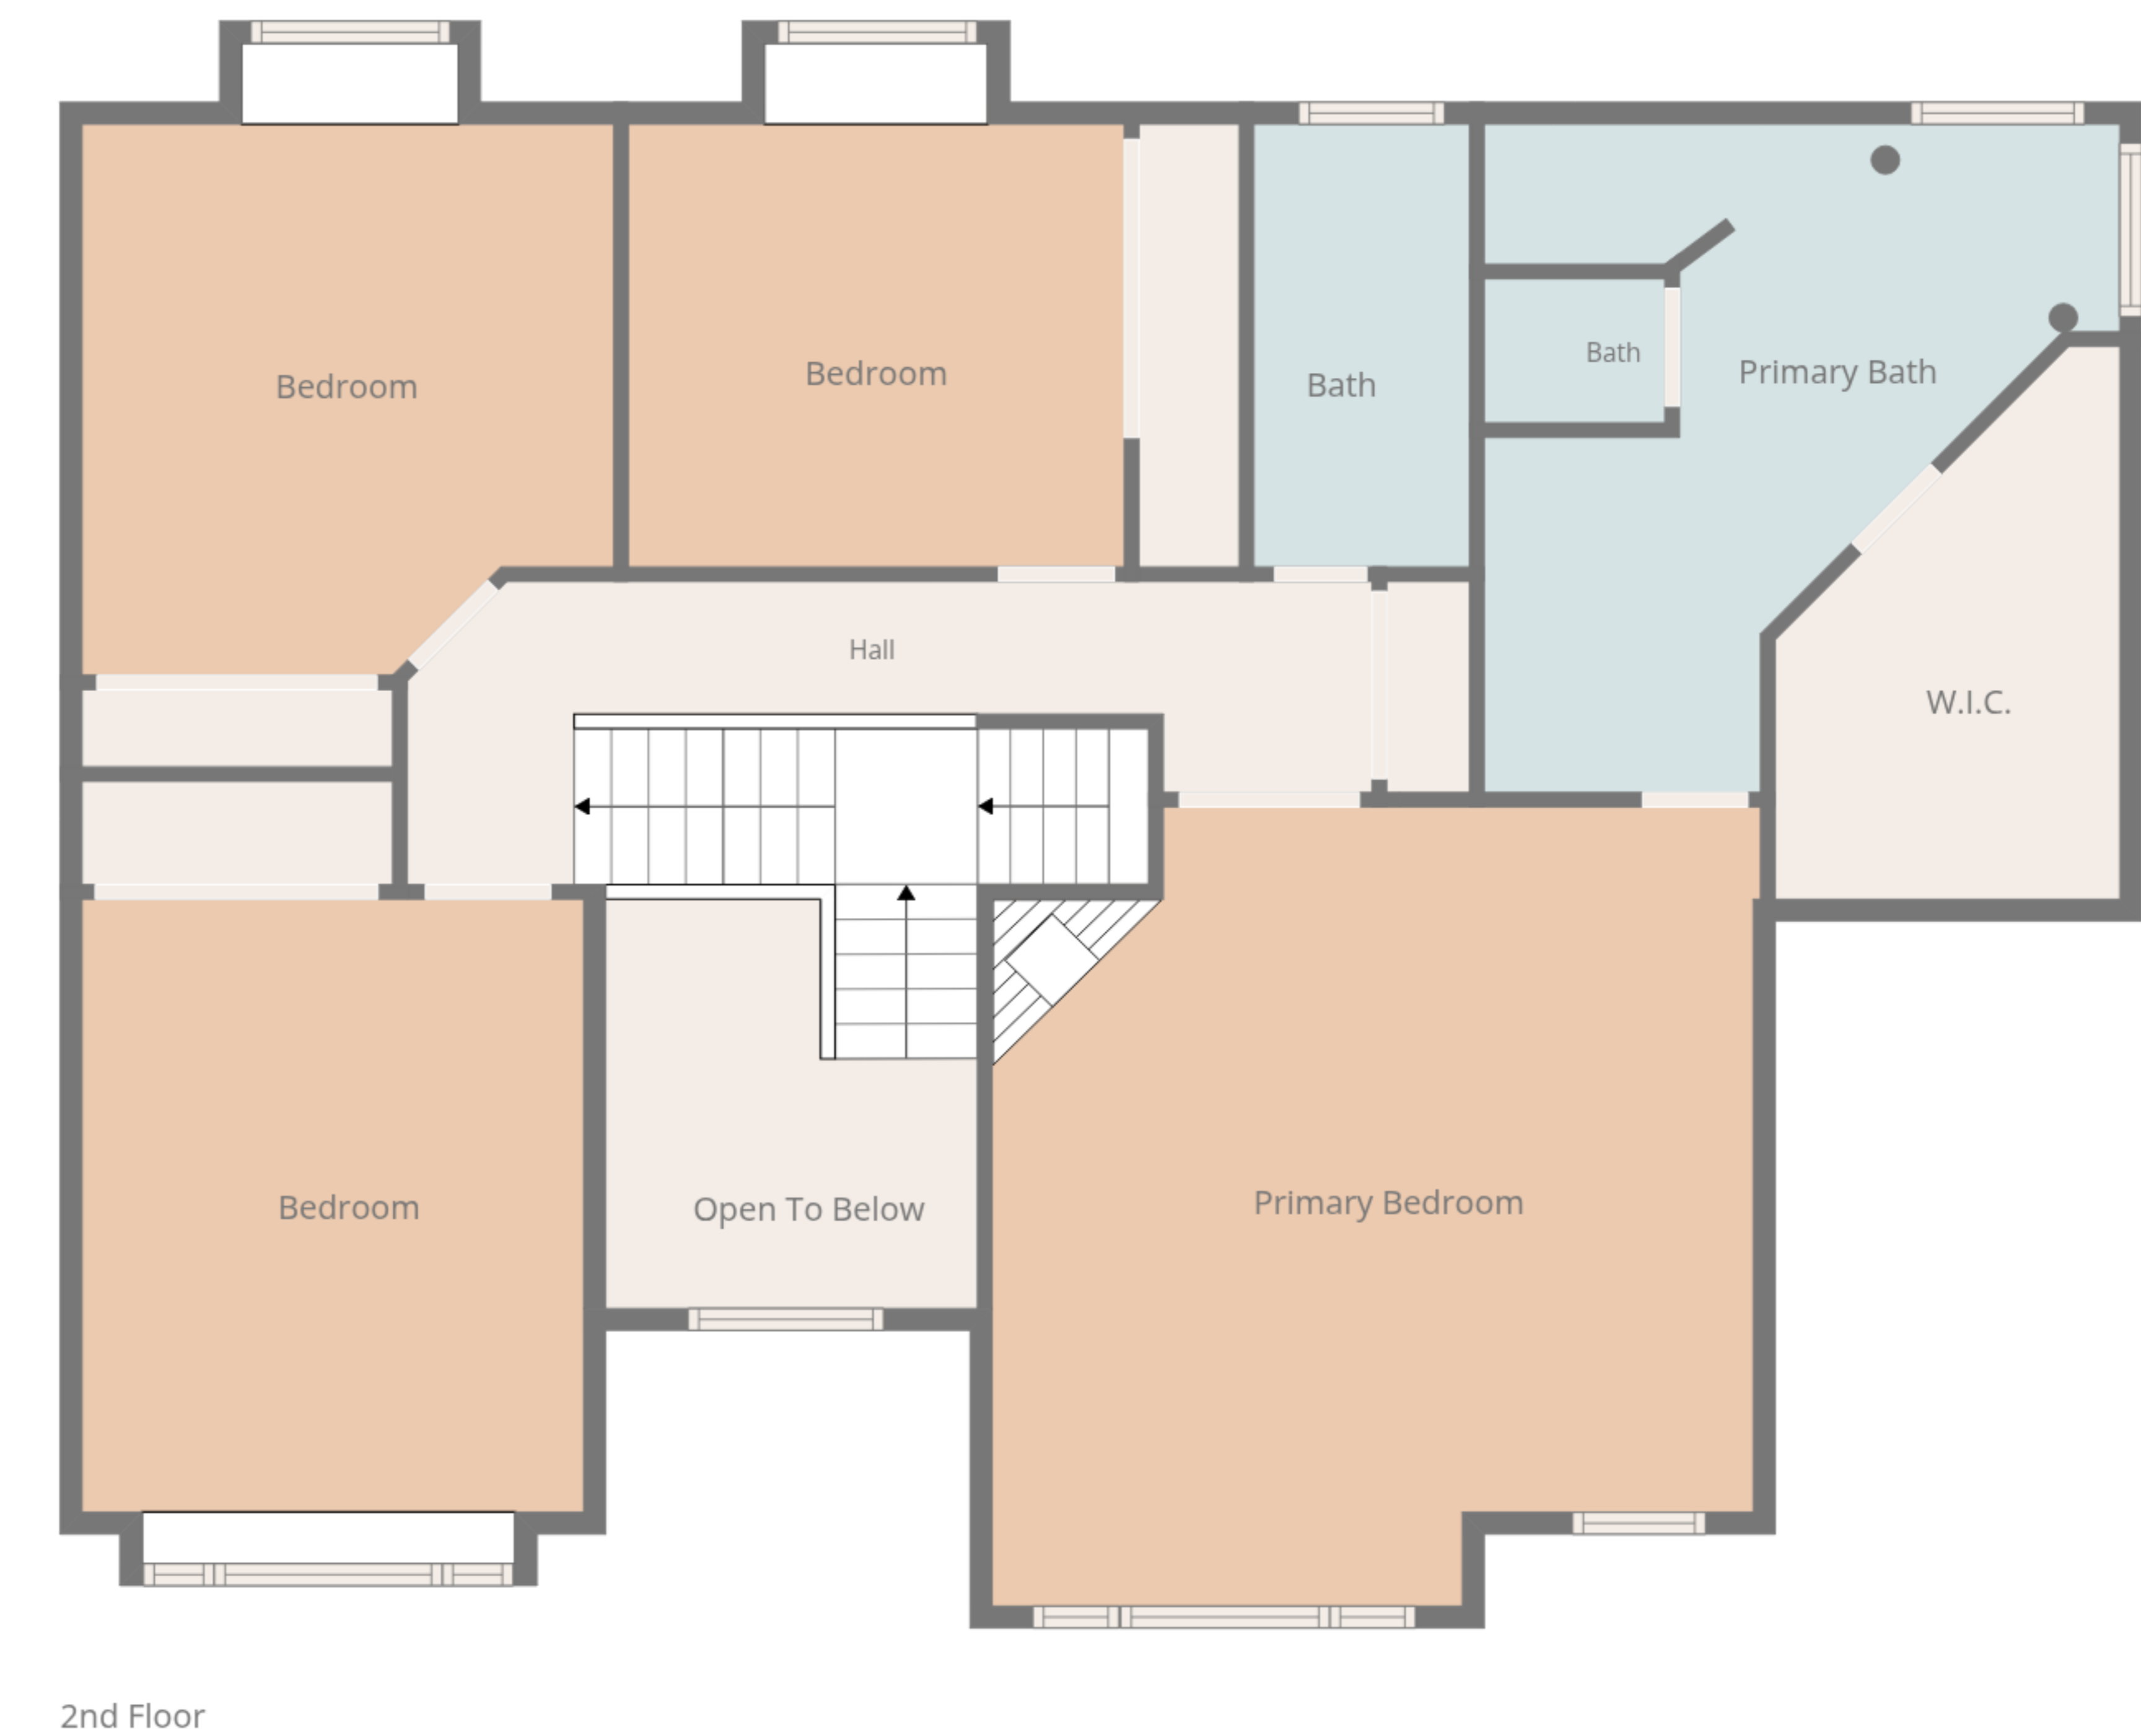 Bedroom
Bedroom
Bath
Bath
Primary Bath
Hall
W.I.C.
Bedroom
Open To Below
Primary Bedroom
2nd Floor